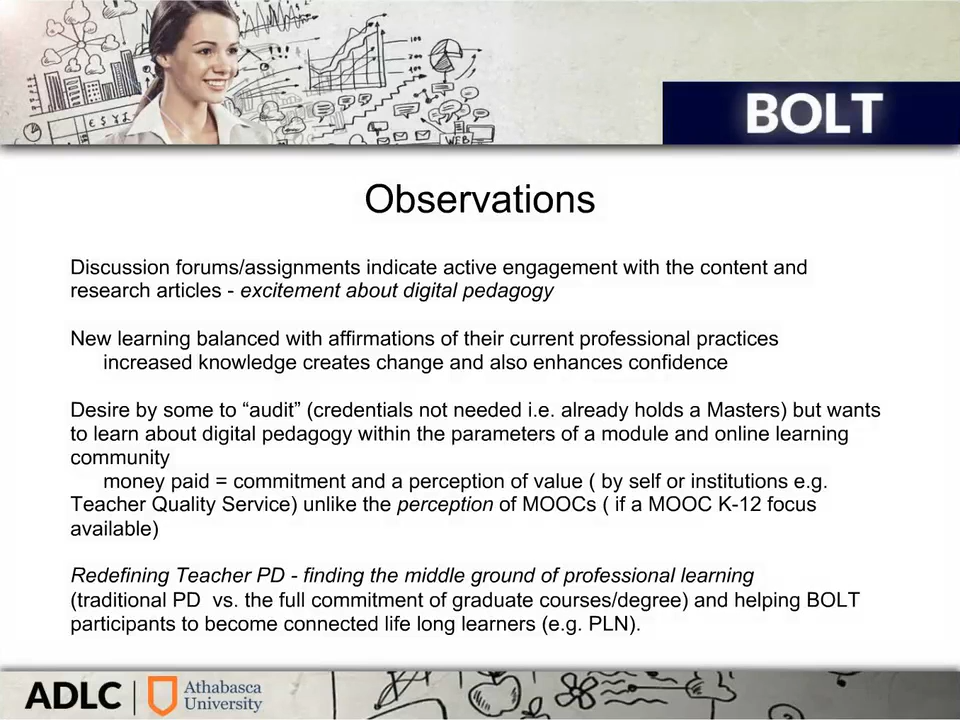 100
€ $ ¥ £
WEB
BOLT
Observations
Discussion forums/assignments indicate active engagement with the content and
research articles - excitement about digital pedagogy
New learning balanced with affirmations of their current professional practices
increased knowledge creates change and also enhances confidence
Desire by some to “audit” (credentials not needed i.e. already holds a Masters) but wants
to learn about digital pedagogy within the parameters of a module and online learning
community
money paid = commitment and a perception of value ( by self or institutions e.g.
Teacher Quality Service) unlike the perception of MOOCs ( if a MOOC K-12 focus
available)
Redefining Teacher PD - finding the middle ground of professional learning
(traditional PD  vs. the full commitment of graduate courses/degree) and helping BOLT
participants to become connected life long learners (e.g. PLN).
ADLC
Athabasca
University